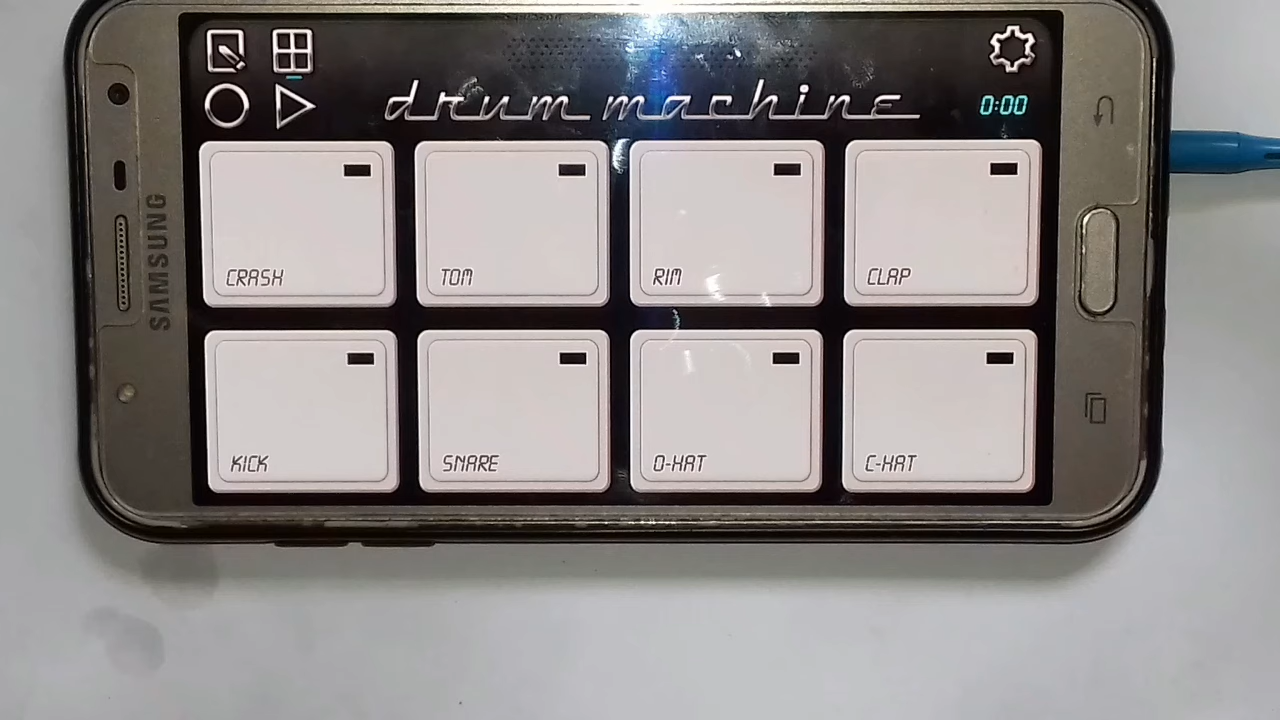 drum machine
0:00
SAMSUNG
CRASH
TOM
RIM
CLAP
KICK
SNARE
O-HAT
C-HAT